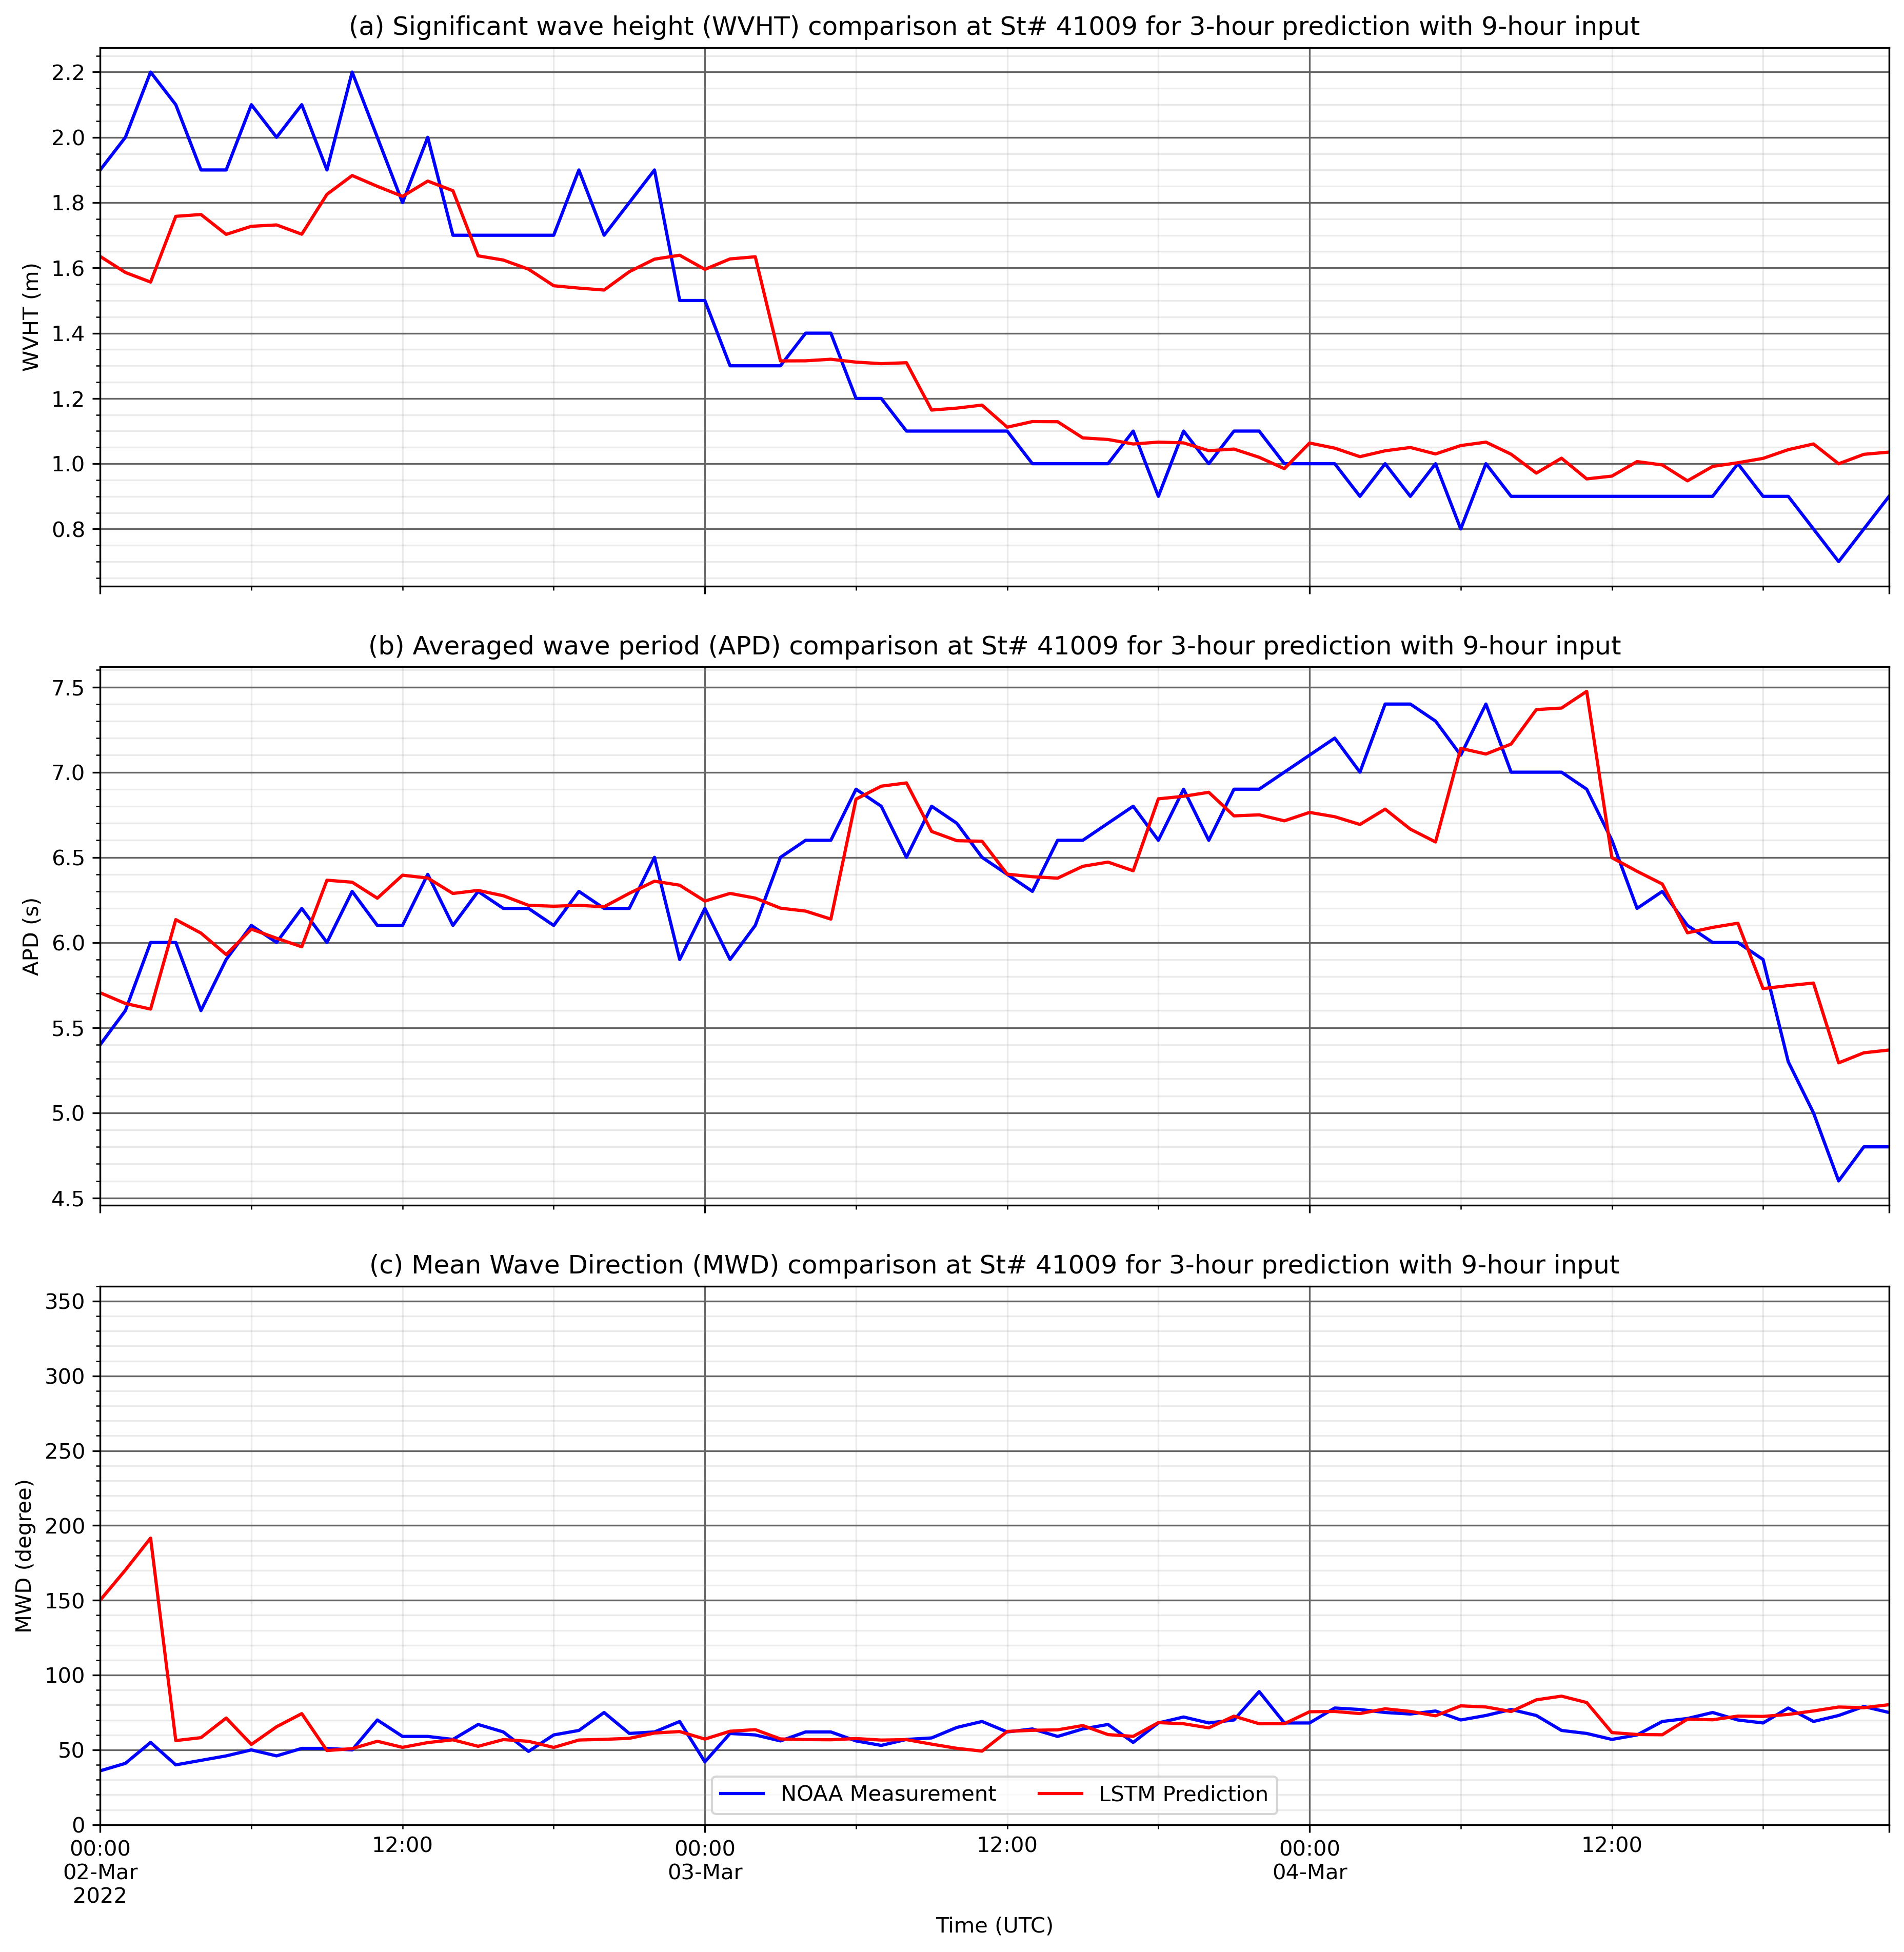 (a) Significant wave height (WVHT) comparison at St# 41009 for 3-hour prediction with 9-hour input
2.2
2.0
1.8
1.6
1.4
1.2
1.0
0.8
WVHT (m)
(b) Averaged wave period (APD) comparison at St# 41009 for 3-hour prediction with 9-hour input
7.5
7.0
6.5
6.0
5.5
5.0
4.5
APD (s)
(c) Mean Wave Direction (MWD) comparison at St# 41009 for 3-hour prediction with 9-hour input
350
300
250
200
150
100
50
0
MWD (degree)
NOAA Measurement LSTM Prediction
00:00 12:00 00:00 12:00 00:00 12:00
02-Mar 03-Mar 04-Mar
2022
Time (UTC)